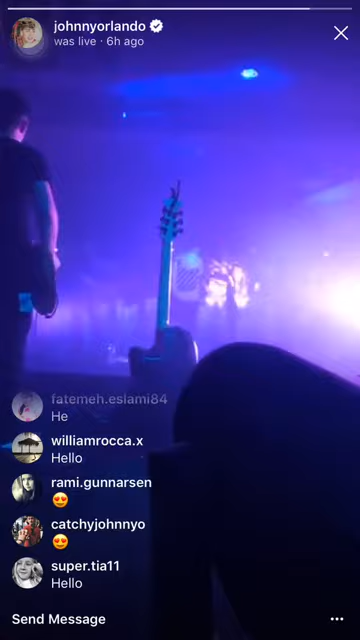 johnnyorlando
was live · 6h ago
fatemeh.eslami84
He
williamrocca.x
Hello
rami.gunnarsen
😍
catchyjohnnyo
😍
super.tia11
Hello
Send Message